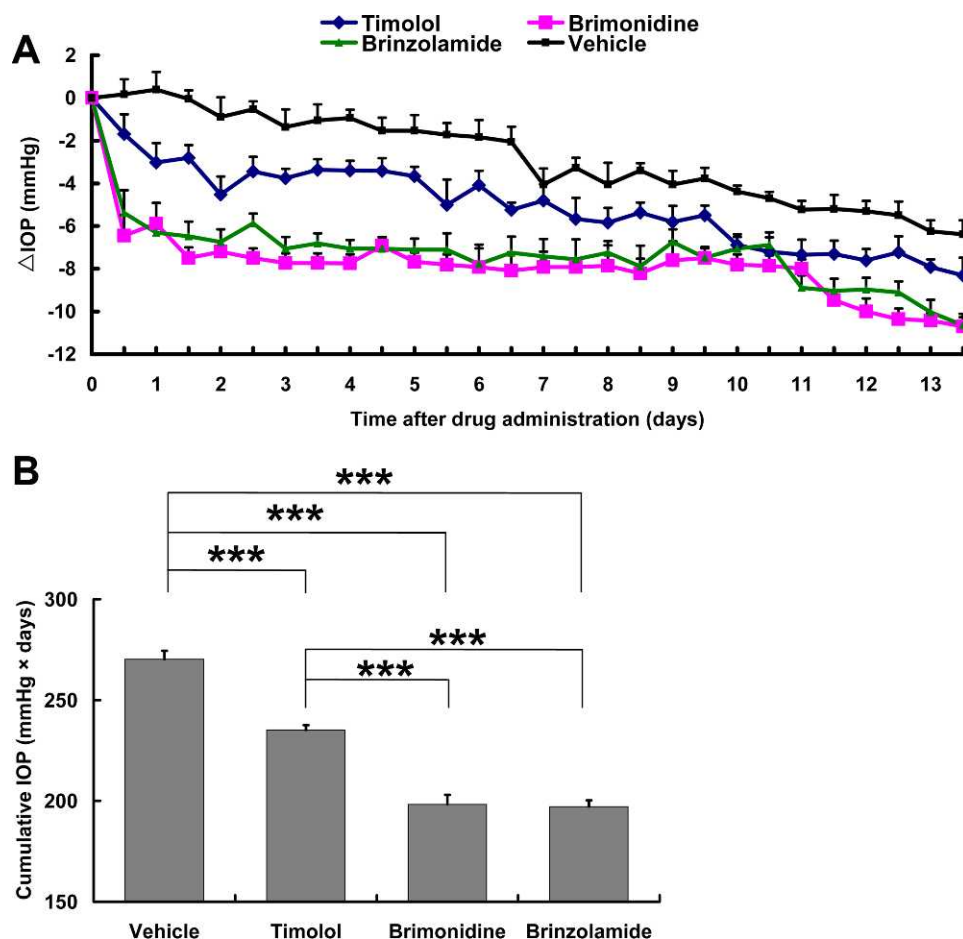 Timolol Brimonidine
Brinzolamide Vehicle
A
2
0
-2
-4
-6
-8
-10
-12
△IOP (mmHg)
0 1 2 3 4 5 6 7 8 9 10 11 12 13
Time after drug administration (days)
B
***
***
***
***
***
300
250
200
150
Cumulative IOP (mmHg × days)
Vehicle Timolol Brimonidine Brinzolamide